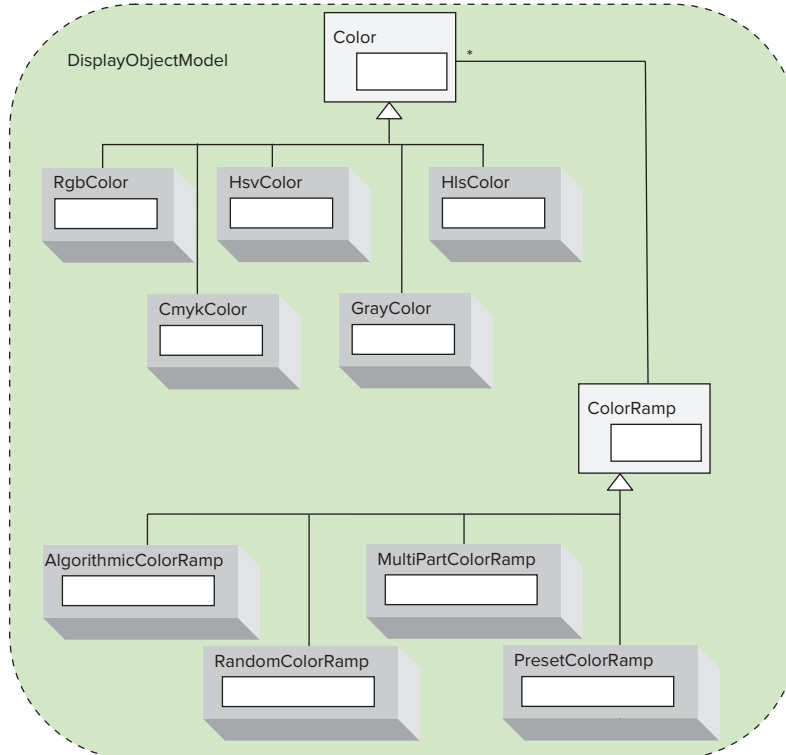 Color
DisplayObjectModel
*
RgbColor
HsvColor
HlsColor
CmykColor
GrayColor
ColorRamp
AlgorithmicColorRamp
MultiPartColorRamp
RandomColorRamp
PresetColorRamp